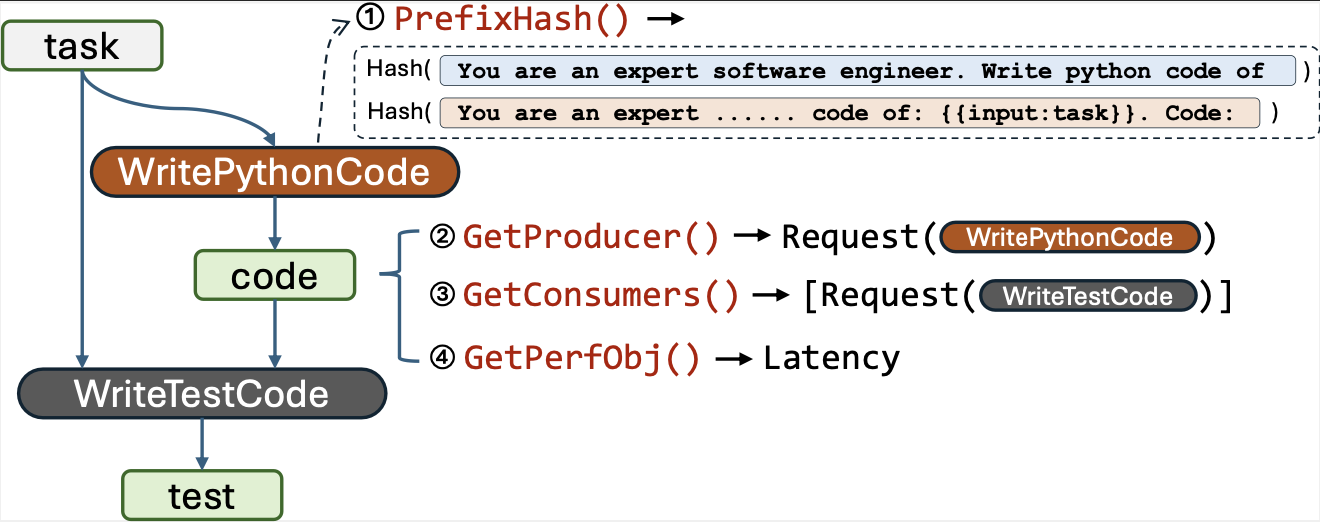 ① PrefixHash() →
task
Hash( You are an expert software engineer. Write python code of )
Hash( You are an expert ...... code of: {{input:task}}. Code: )
WritePythonCode
② GetProducer() → Request(WritePythonCode)
code
③ GetConsumers() → [Request(WriteTestCode)]
④ GetPerfObj() → Latency
WriteTestCode
test